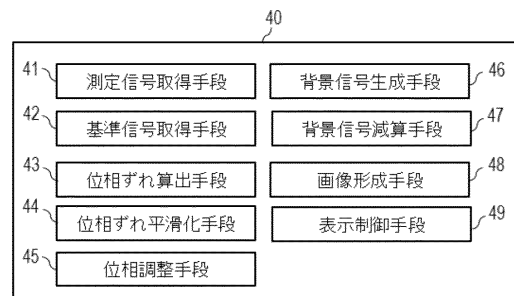 40
41
測定信号取得手段
42
基準信号取得手段
43
位相ずれ算出手段
44
位相ずれ平滑化手段
45
位相調整手段
背景信号生成手段
46
背景信号減算手段
47
画像形成手段
48
表示制御手段
49